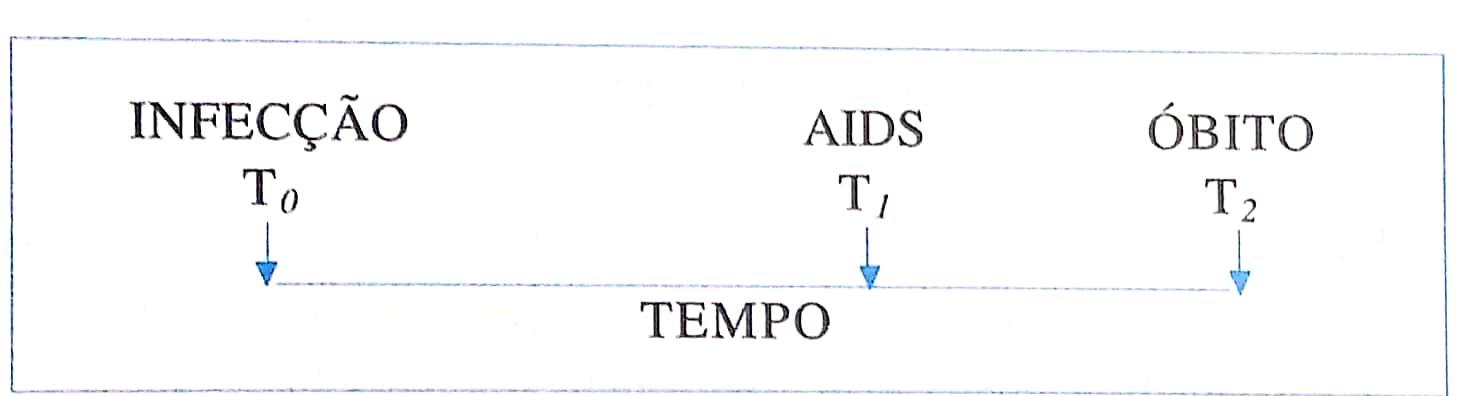 INFECÇÃO AIDS ÓBITO
T0 T1 T2
TEMPO